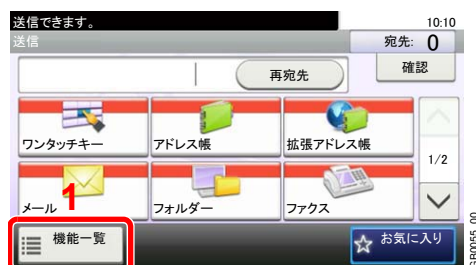 送信できます。 10:10
送信 宛先: 0
再宛先 確認
ワンタッチキー アドレス帳 拡張アドレス帳
1/2
メール フォルダー ファクス
1
機能一覧 お気に入り